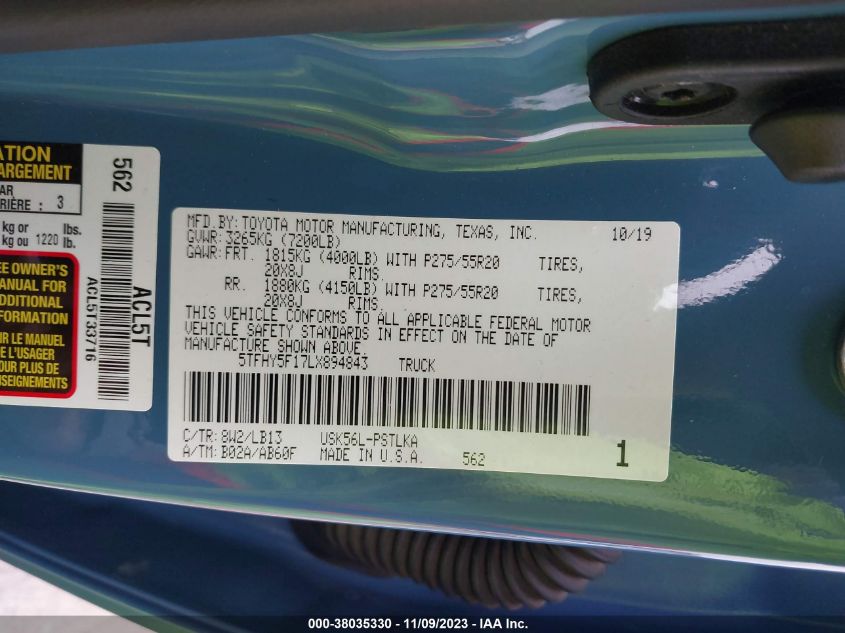 ATION
ARGEMENT
AR
RIÈRE : 3
kg or lb.
kg ou 1220 lb.
EE OWNER'S
MANUAL FOR
ADDITIONAL
FORMATION
R LE MANUEL
E L'USAGER
PLUS DE
NSEIGNEMENTS
562
ACL5T
ACL5T33716
MFD.BY:TOYOTA MOTOR MANUFACTURING, TEXAS, INC. 10/19
GVWR:3265KG (7200LB)
GAWR:FRT. 1815KG (4000LB) WITH P275/55R20 TIRES,
20X8J RIMS.
RR. 1880KG (4150LB) WITH P275/55R20 TIRES,
20X8J RIMS.
THIS VEHICLE CONFORMS TO ALL APPLICABLE FEDERAL MOTOR
VEHICLE SAFETY STANDARDS IN EFFECT ON THE DATE OF
MANUFACTURE SHOWN ABOVE.
5TFHY5F17LX894843 TRUCK
C/TR:8W2/LB13 USK56L-PSTLKA
A/TM:B02A/AB60F MADE IN U.S.A. 562 1
000-38035330 - 11/09/2023 - IAA Inc.